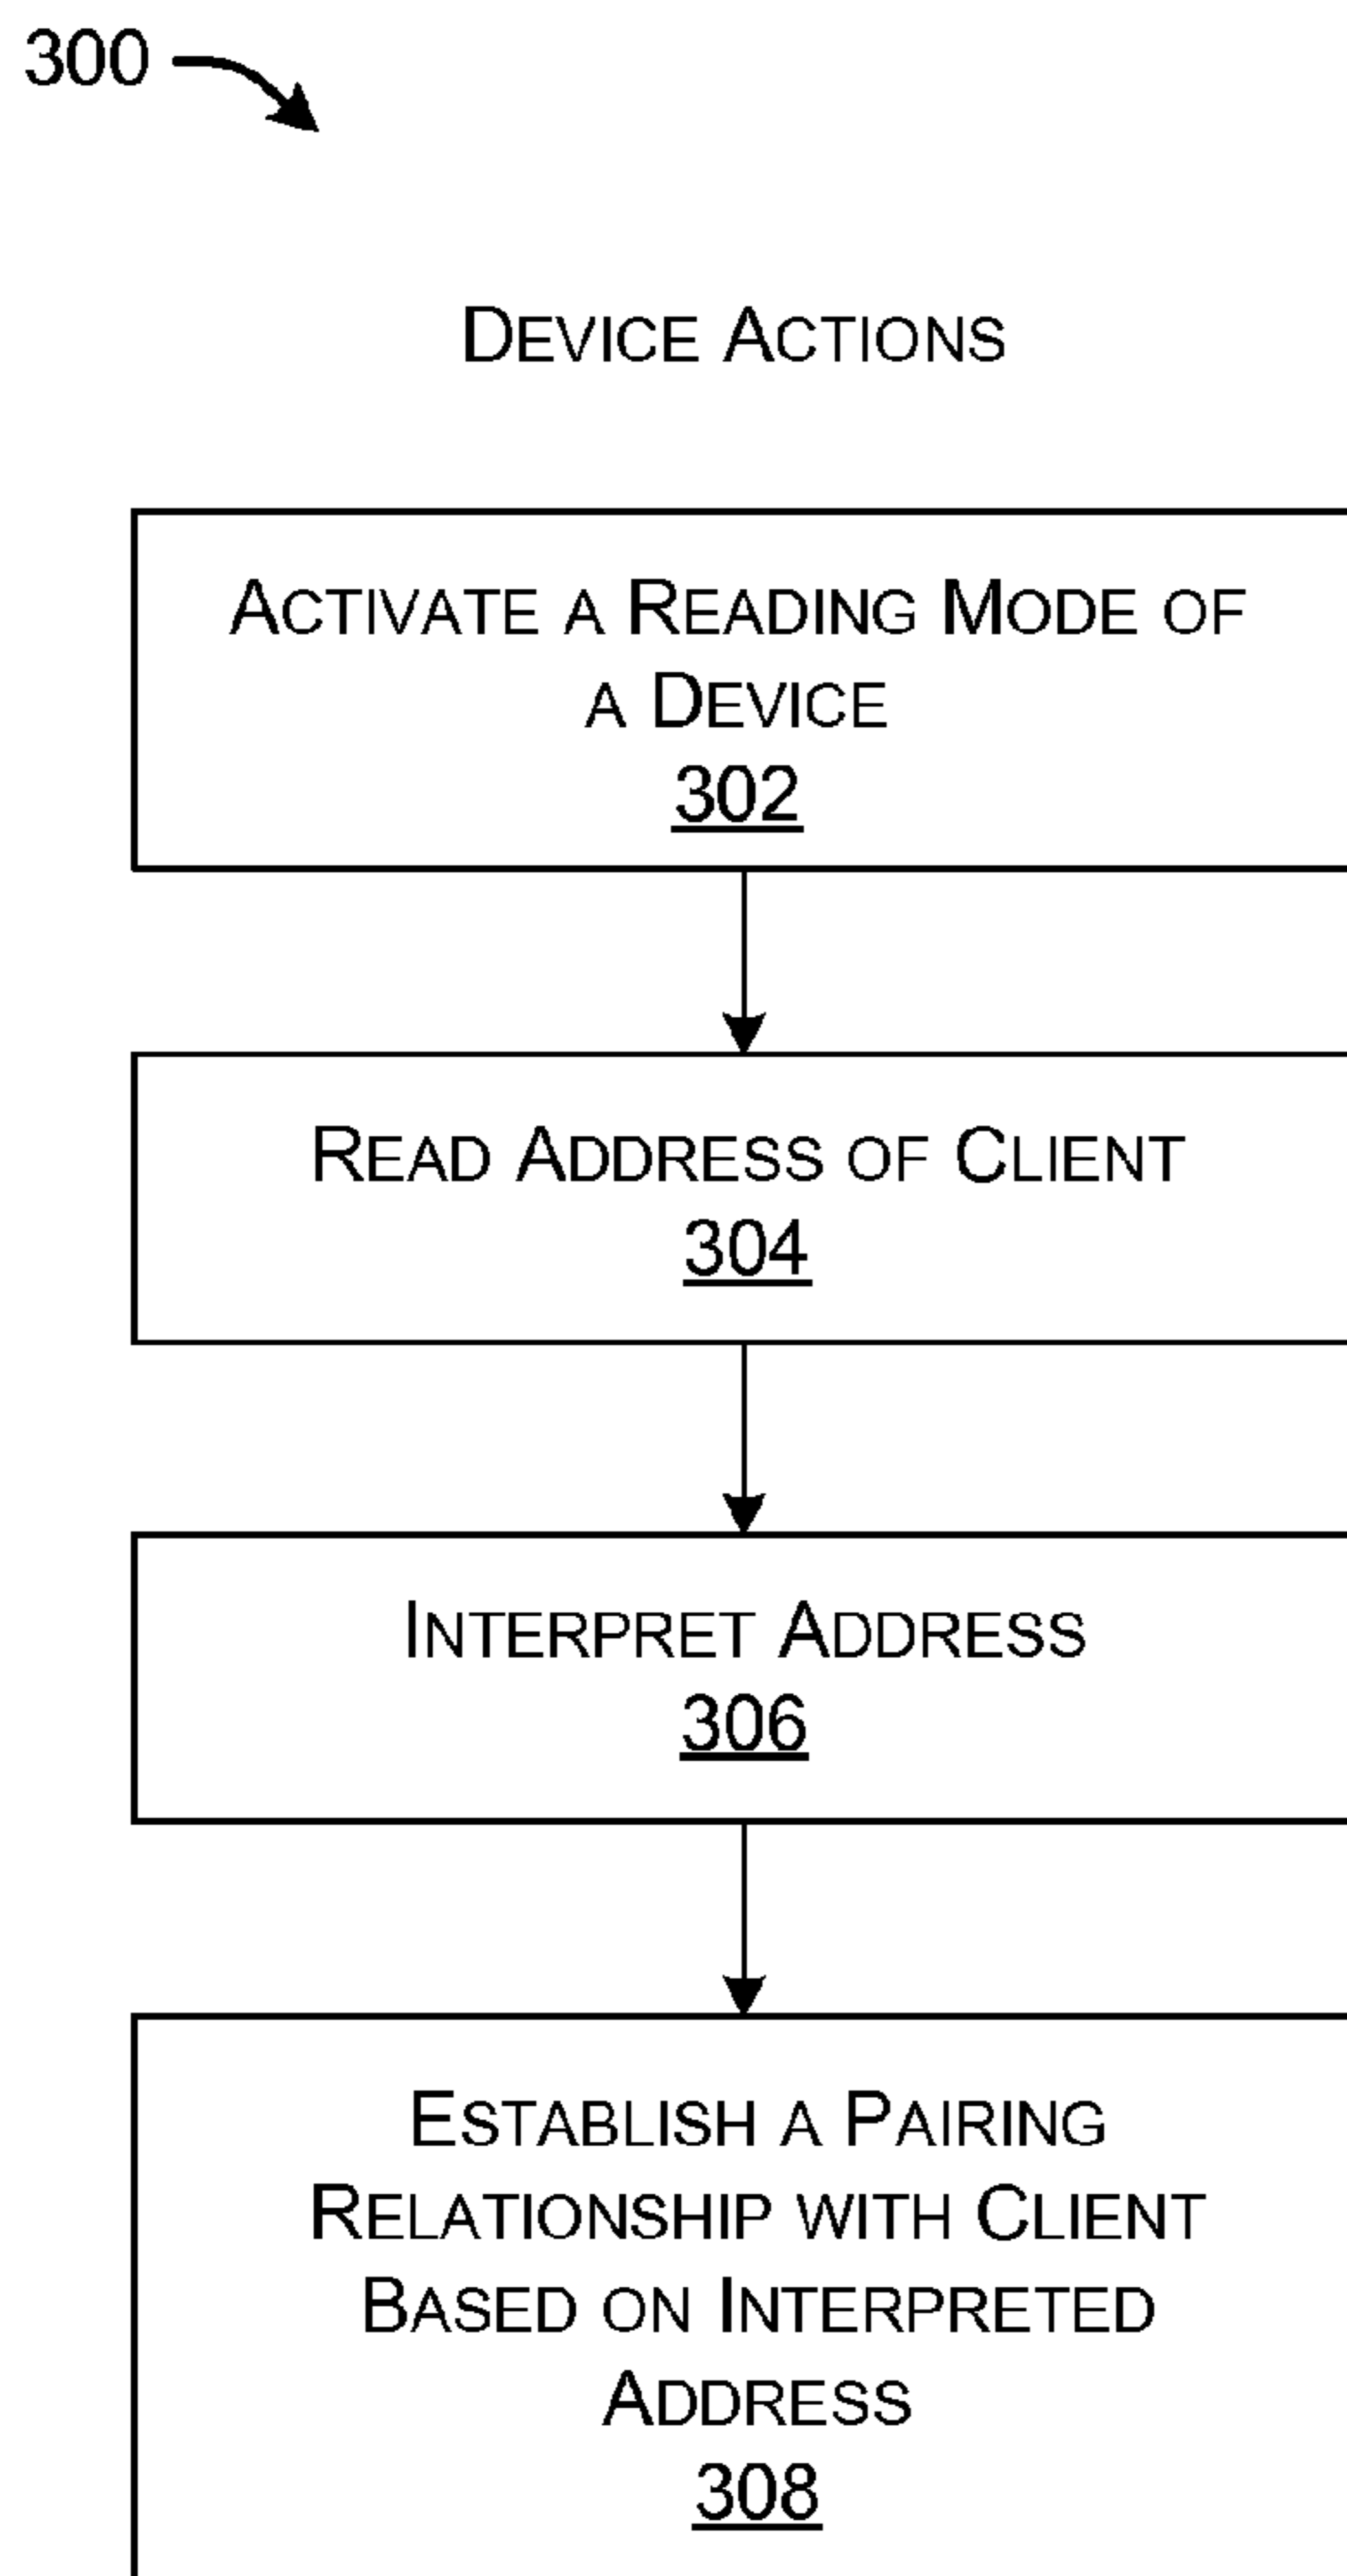 300
Device Actions
Activate a Reading Mode of
a Device
302
Read Address of Client
304
Interpret Address
306
Establish a Pairing
Relationship with Client
Based on Interpreted
Address
308